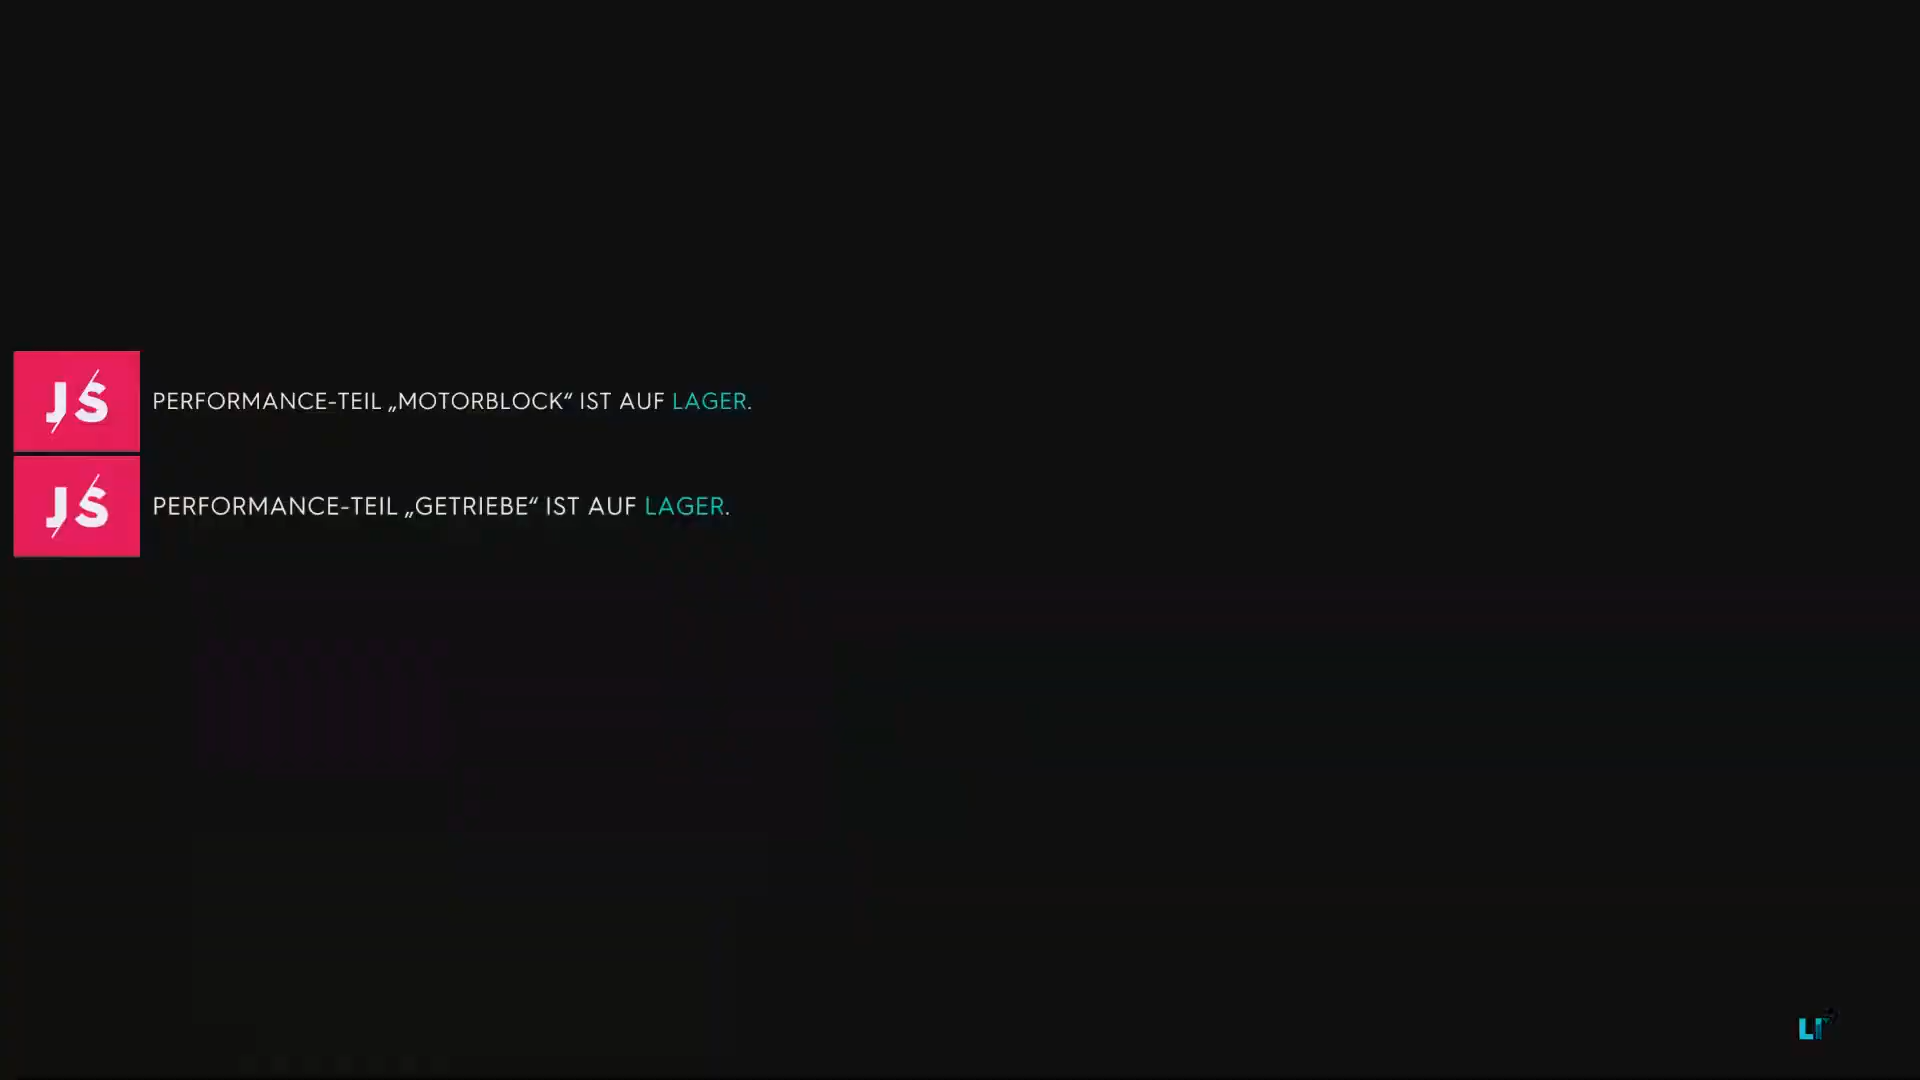 JS
PERFORMANCE-TEIL „MOTORBLOCK“ IST AUF LAGER.
JS
PERFORMANCE-TEIL „GETRIEBE“ IST AUF LAGER.